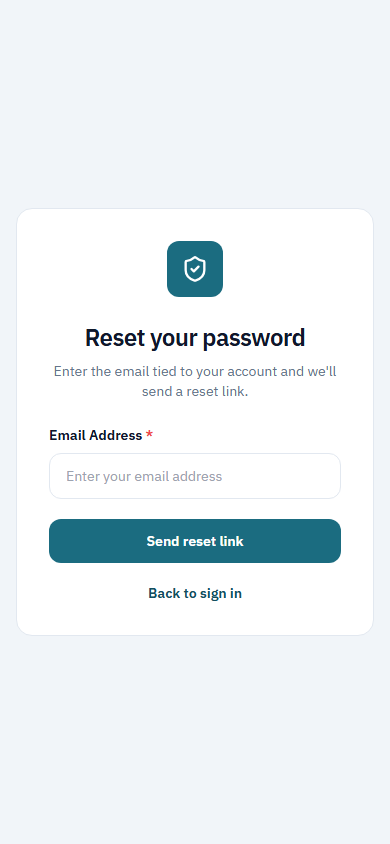 Reset your password
Enter the email tied to your account and we'll
send a reset link.
Email Address *
Enter your email address
Send reset link
Back to sign in